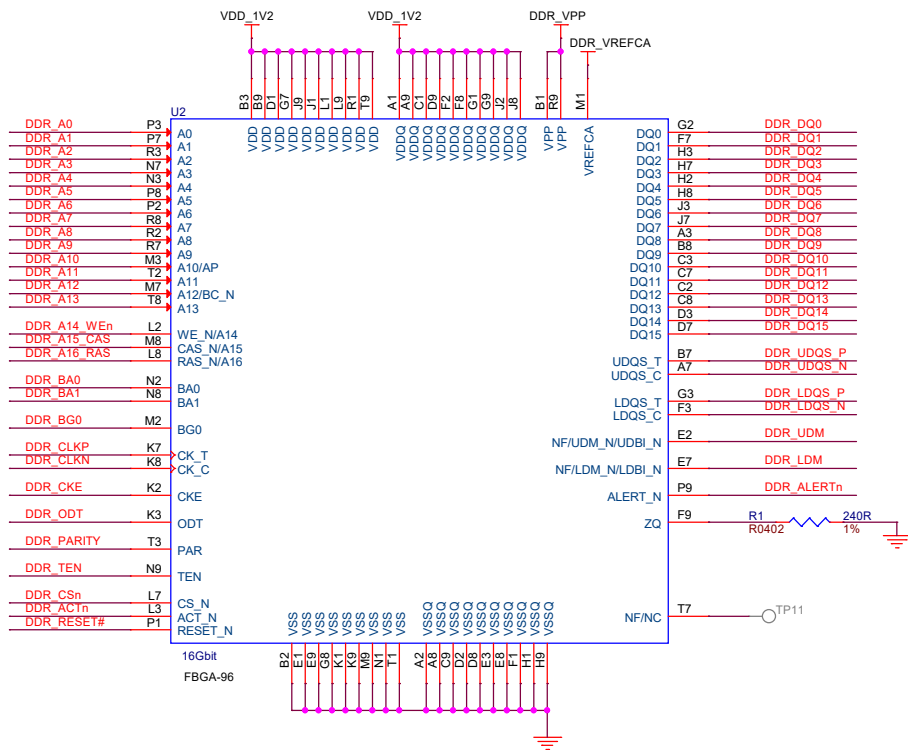 VDD_1V2 VDD_1V2 DDR_VPP
DDR_VREFCA
B3 B9 D1 G7 J9 J1 L1 L9 R1 T9 A1 A9 C1 D9 F2 F8 G1 G9 J2 J8 B1 R9 M1
U2
VDD VDD VDD VDD VDD VDD VDD VDD VDD VDD VDDQ VDDQ VDDQ VDDQ VDDQ VDDQ VDDQ VDDQ VDDQ VDDQ VPP VPP VREFCA
DDR_A0 P3 A0
DDR_A1 P7 A1
DDR_A2 R3 A2
DDR_A3 N7 A3
DDR_A4 N3 A4
DDR_A5 P8 A5
DDR_A6 P2 A6
DDR_A7 R8 A7
DDR_A8 R2 A8
DDR_A9 R7 A9
DDR_A10 M3 A10/AP
DDR_A11 T2 A11
DDR_A12 M7 A12/BC_N
DDR_A13 T8 A13
DDR_A14_WEn L2 WE_N/A14
DDR_A15_CAS M8 CAS_N/A15
DDR_A16_RAS L8 RAS_N/A16
DDR_BA0 N2 BA0
DDR_BA1 N8 BA1
DDR_BG0 M2 BG0
DDR_CLKP K7 CK_T
DDR_CLKN K8 CK_C
DDR_CKE K2 CKE
DDR_ODT K3 ODT
DDR_PARITY T3 PAR
DDR_TEN N9 TEN
DDR_CSn L7 CS_N
DDR_ACTn L3 ACT_N
DDR_RESET# P1 RESET_N
DQ0 G2 DDR_DQ0
DQ1 F7 DDR_DQ1
DQ2 H3 DDR_DQ2
DQ3 H7 DDR_DQ3
DQ4 H2 DDR_DQ4
DQ5 H8 DDR_DQ5
DQ6 J3 DDR_DQ6
DQ7 J7 DDR_DQ7
DQ8 A3 DDR_DQ8
DQ9 B8 DDR_DQ9
DQ10 C3 DDR_DQ10
DQ11 C7 DDR_DQ11
DQ12 C2 DDR_DQ12
DQ13 C8 DDR_DQ13
DQ14 D3 DDR_DQ14
DQ15 D7 DDR_DQ15
UDQS_T B7 DDR_UDQS_P
UDQS_C A7 DDR_UDQS_N
LDQS_T G3 DDR_LDQS_P
LDQS_C F3 DDR_LDQS_N
NF/UDM_N/UDBI_N E2 DDR_UDM
NF/LDM_N/LDBI_N E7 DDR_LDM
ALERT_N P9 DDR_ALERTn
ZQ F9 R1 240R
R0402 1%
NF/NC T7 TP11
VSS VSS VSS VSS VSS VSS VSS VSS VSS VSSQ VSSQ VSSQ VSSQ VSSQ VSSQ VSSQ VSSQ VSSQ VSSQ
B2 E1 E9 G8 K1 K9 M9 N1 T1 A2 A8 C9 D2 D8 E3 E8 F1 H1 H9
16Gbit
FBGA-96